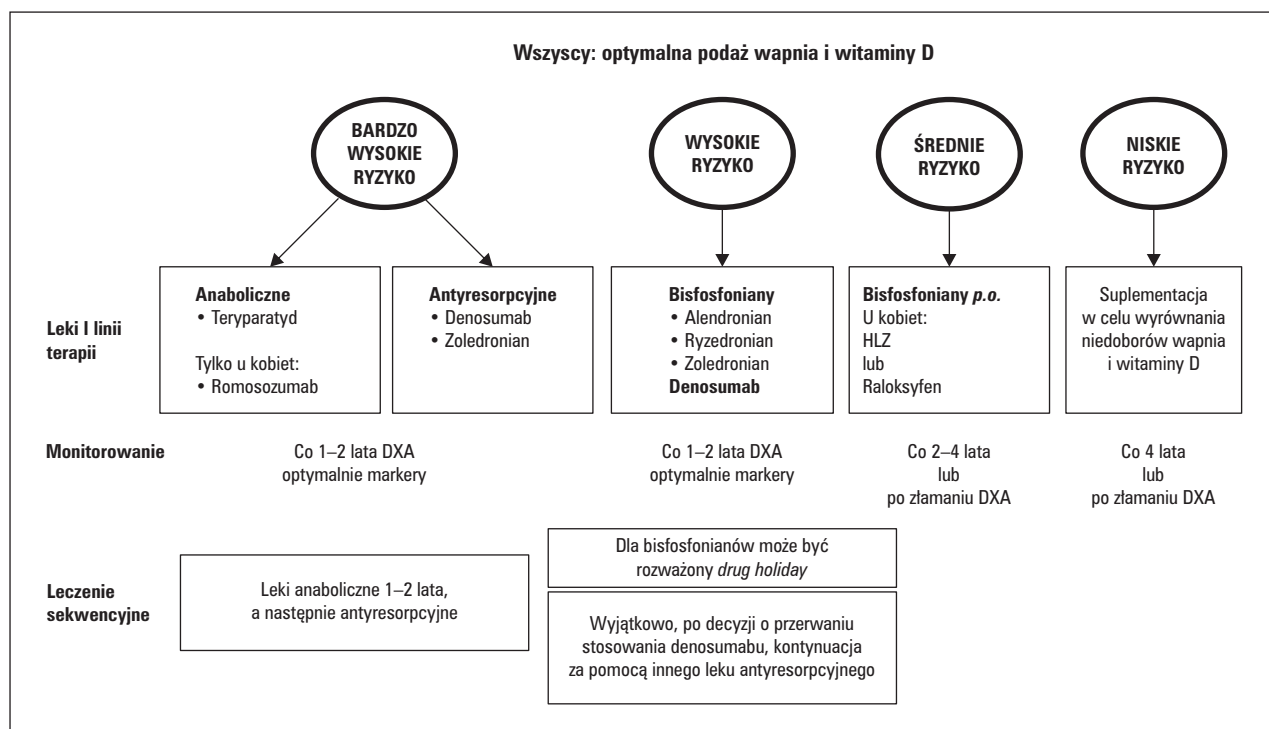 Wszyscy: optymalna podaż wapnia i witaminy D
BARDZO
WYSOKIE
RYZYKO
WYSOKIE
RYZYKO
ŚREDNIE
RYZYKO
NISKIE
RYZYKO
Leki I linii
terapii
Anaboliczne
• Teryparatyd
Tylko u kobiet:
• Romosozumab
Antyresorpcyjne
• Denosumab
• Zoledronian
Bisfosfoniany
• Alendronian
• Ryzedronian
• Zoledronian
Denosumab
Bisfosfoniany p.o.
U kobiet:
HLZ
lub
Raloksyfen
Suplementacja
w celu wyrównania
niedoborów wapnia
i witaminy D
Monitorowanie
Co 1–2 lata DXA
optymalnie markery
Co 1–2 lata DXA
optymalnie markery
Co 2–4 lata
lub
po złamaniu DXA
Co 4 lata
lub
po złamaniu DXA
Leczenie
sekwencyjne
Leki anaboliczne 1–2 lata,
a następnie antyresorpcyjne
Dla bisfosfonianów może być
rozważony drug holiday
Wyjątkowo, po decyzji o przerwaniu
stosowania denosumabu, kontynuacja
za pomocą innego leku antyresorpcyjnego